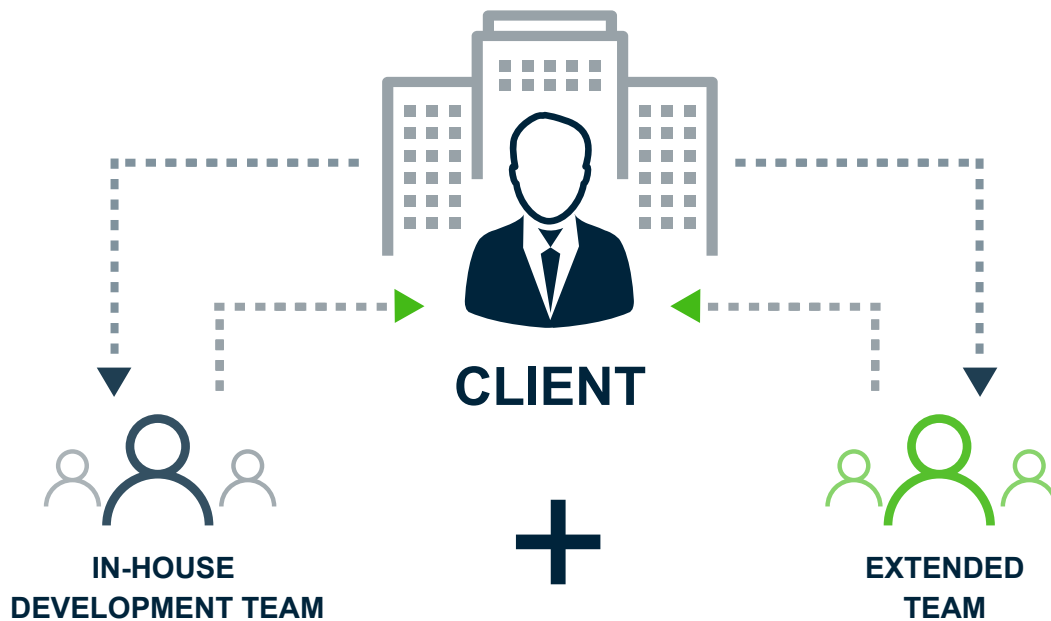 CLIENT
IN-HOUSE
DEVELOPMENT TEAM
+
EXTENDED
TEAM